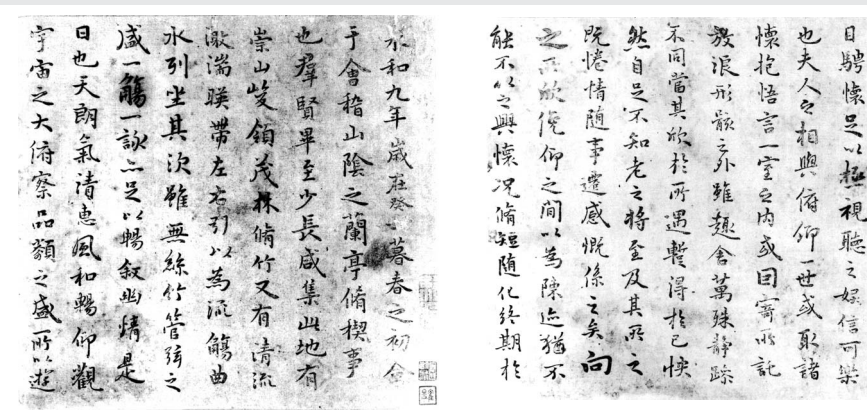 永和九年歲在癸丑暮春之初會
于會稽山陰之蘭亭脩稧事
也羣賢畢至少長咸集此地有
崇山峻領茂林脩竹又有清流
激湍暎帶左右引以為流觴曲
水列坐其次雖無絲竹管弦之
盛一觴一詠亦足以暢敘幽情是
日也天朗氣清惠風和暢仰觀
宇宙之大俯察品類之盛所以遊
目騁懷足以極視聽之娛信可樂
也夫人之相與俯仰一世或取諸
懷抱悟言一室之內或因寄所託
放浪形骸之外雖趣舍萬殊靜躁
不同當其欣於所遇暫得於己怏
然自足不知老之將至及其所之
既惓情隨事遷感慨係之矣向
之所欣俛仰之間以為陳迹猶不
能不以之興懷況脩短隨化終期於